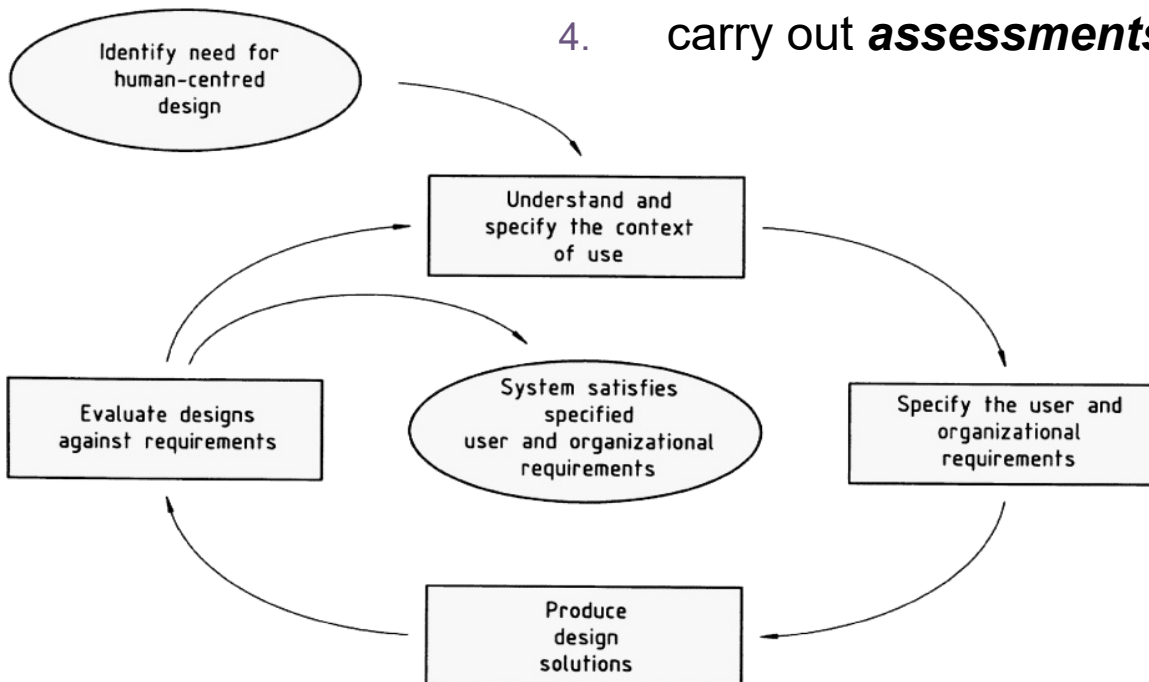 Identify need for
human-centred
design
4. carry out assessments
Understand and
specify the context
of use
Evaluate designs
against requirements
System satisfies
specified
user and organizational
requirements
Specify the user and
organizational
requirements
Produce
design
solutions